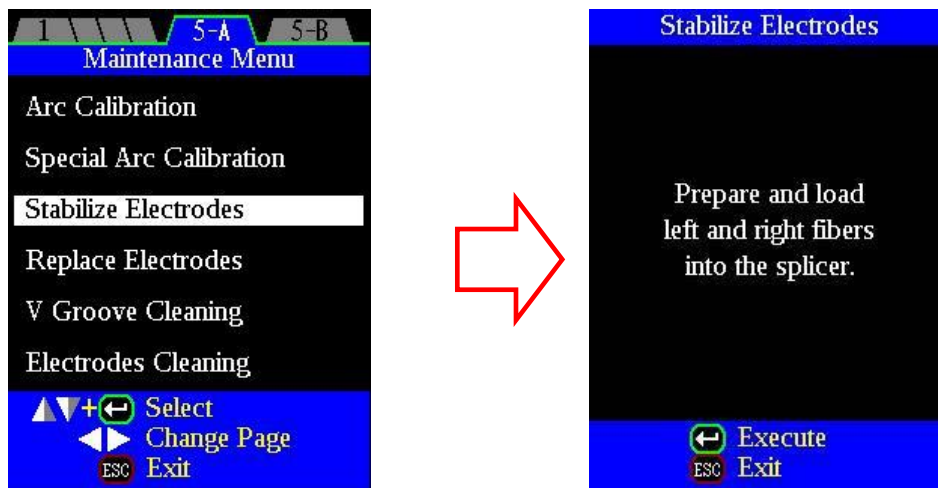 1 5-A 5-B
Maintenance Menu
Arc Calibration
Special Arc Calibration
Stabilize Electrodes
Replace Electrodes
V Groove Cleaning
Electrodes Cleaning
+ Select
Change Page
ESC Exit
Stabilize Electrodes
Prepare and load
left and right fibers
into the splicer.
Execute
ESC Exit